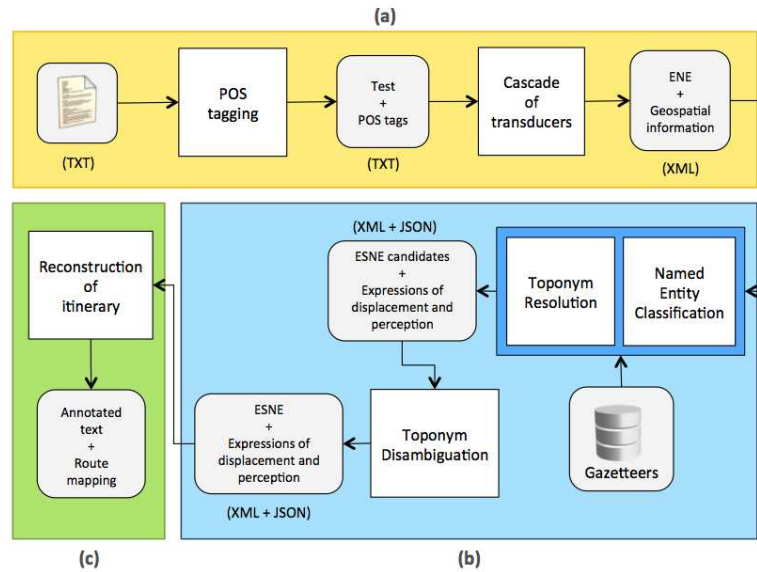 (a)
(TXT)
POS
tagging
Test
+
POS tags
(TXT)
Cascade
of
transducers
ENE
+
Geospatial
information
(XML)
Named
Entity
Classification
Toponym
Resolution
Gazetteers
(XML + JSON)
ESNE candidates
+
Expressions of
displacement and
perception
Toponym
Disambiguation
ESNE
+
Expressions of
displacement and
perception
(XML + JSON)
(b)
Reconstruction
of
itinerary
Annotated
text
+
Route
mapping
(c)